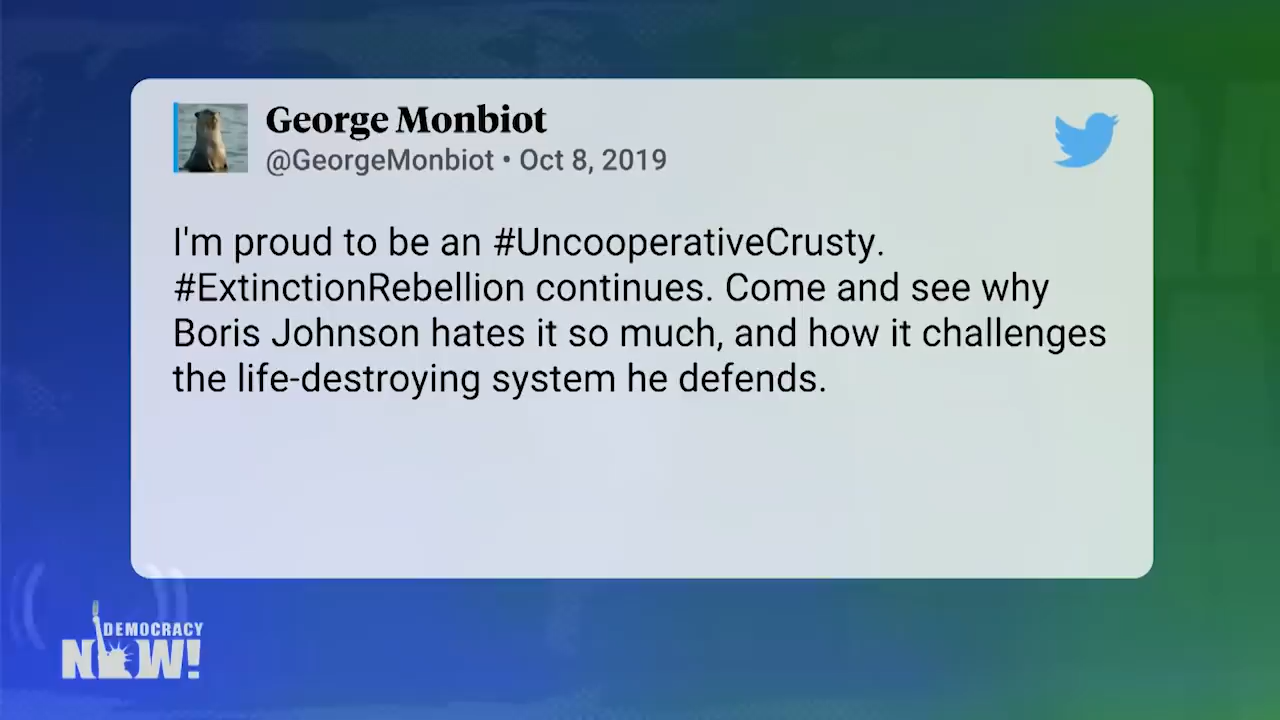 George Monbiot
@GeorgeMonbiot • Oct 8, 2019
I'm proud to be an #UncooperativeCrusty.
#ExtinctionRebellion continues. Come and see why
Boris Johnson hates it so much, and how it challenges
the life-destroying system he defends.
DEMOCRACY
NOW!